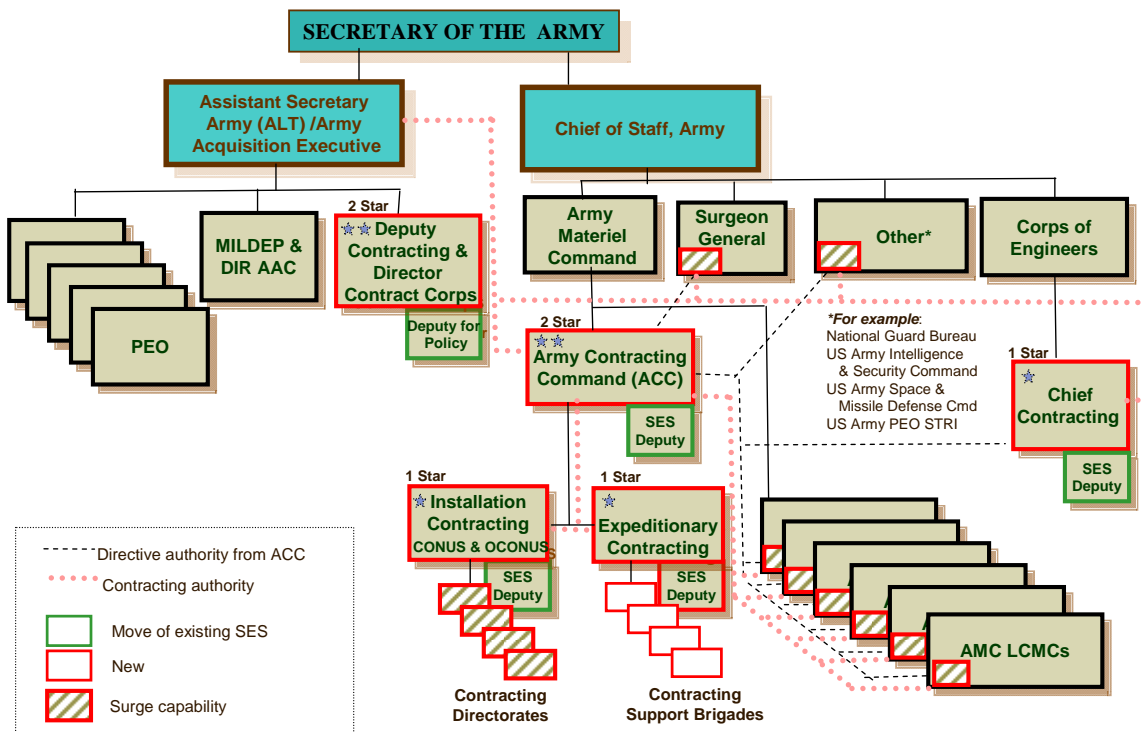 SECRETARY OF THE ARMY
Assistant Secretary
Army (ALT) /Army
Acquisition Executive
Chief of Staff, Army
2 Star
MILDEP &
DIR AAC
Deputy
Contracting &
Director
Contract Corps
Deputy for
Policy
PEO
Army
Materiel
Command
Surgeon
General
Other*
Corps of
Engineers
2 Star
Army Contracting
Command (ACC)
SES
Deputy
*For example:
National Guard Bureau
US Army Intelligence
& Security Command
US Army Space &
Missile Defense Cmd
US Army PEO STRI
1 Star
Chief
Contracting
SES
Deputy
1 Star
Installation
Contracting
CONUS & OCONUS
SES
Deputy
1 Star
Expeditionary
Contracting
SES
Deputy
AMC LCMCs
Contracting
Directorates
Contracting
Support Brigades
Directive authority from ACC
Contracting authority
Move of existing SES
New
Surge capability